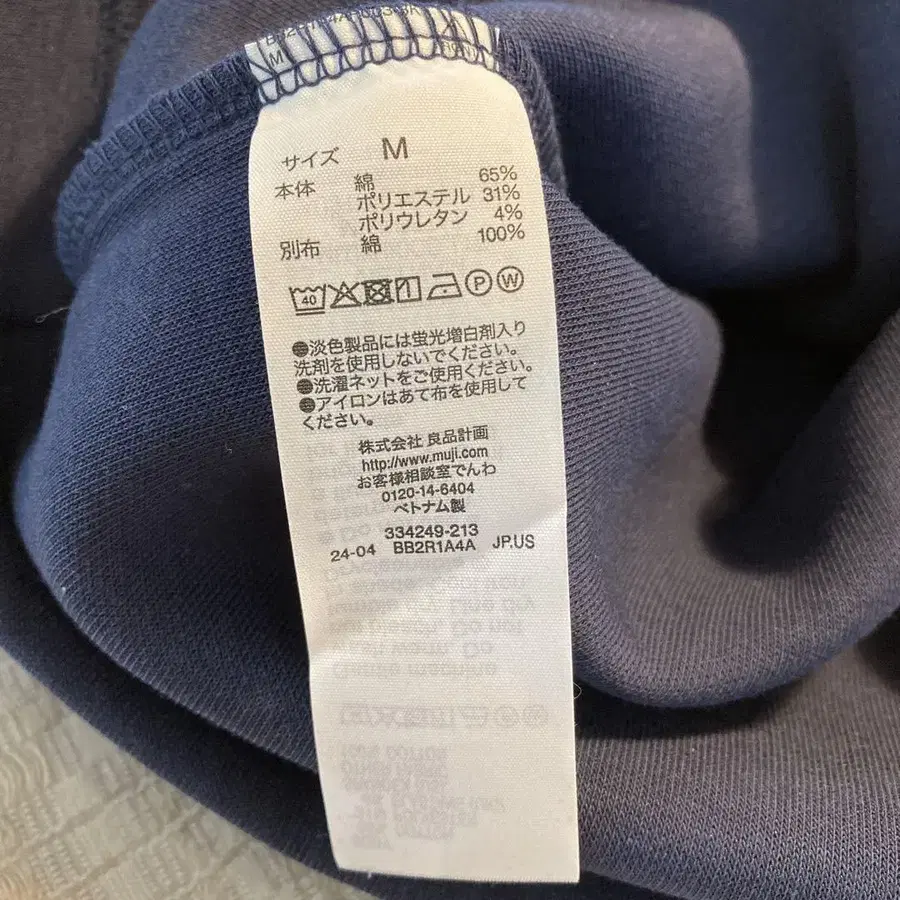 M
サイズ M
本体 綿 65%
ポリエステル 31%
ポリウレタン 4%
別布 綿 100%
40 P W
●淡色製品には蛍光増白剤入り
洗剤を使用しないでください。
●洗濯ネットをご使用ください。
●アイロンはあて布を使用して
ください。
株式会社 良品計画
http://www.muji.com
お客様相談室でんわ
0120-14-6404
ベトナム製
334249-213
24-04 BB2R1A4A JP.US